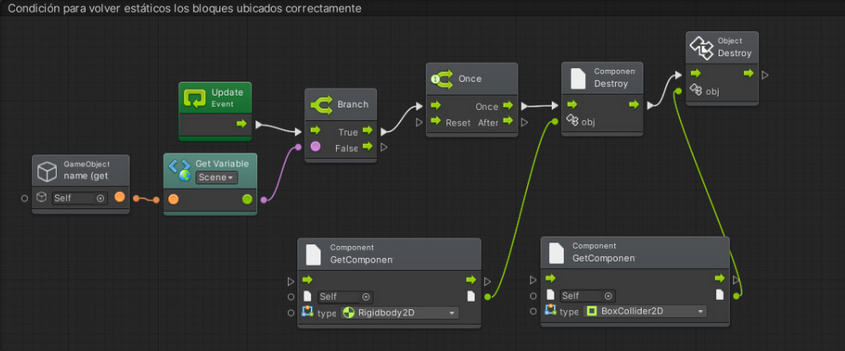 Condición para volver estáticos los bloques ubicados correctamente
Object
Destroy
obj
Componen
Destroy
obj
Once
Once
Reset After
Update
Event
Branch
True
False
GameObject
name (get
Self
Get Variable
Scene
Component
GetComponen
Self
type Rigidbody2D
Component
GetComponen
Self
type BoxCollider2D